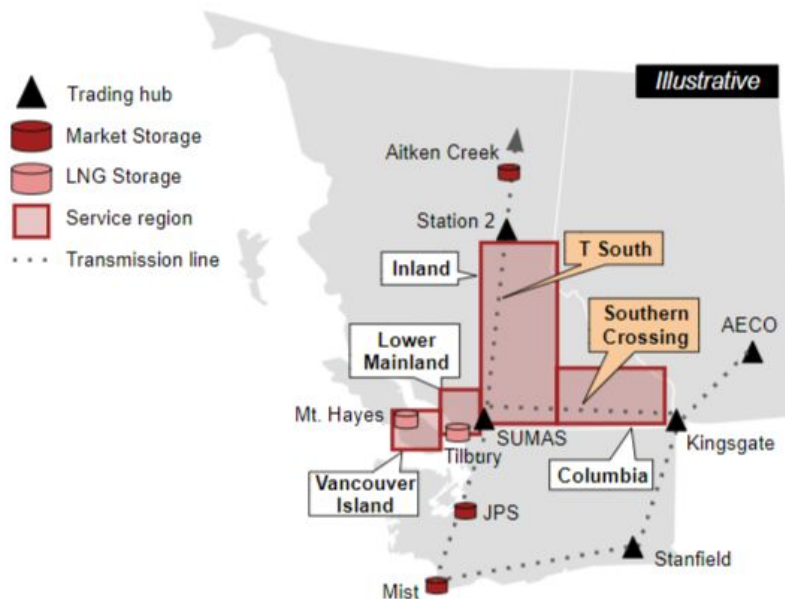 Illustrative
Trading hub
Market Storage
LNG Storage
Service region
Transmission line
Aitken Creek
Station 2
T South
Inland
Southern
Crossing
AECO
Lower
Mainland
Mt. Hayes
SUMAS
Kingsgate
Tilbury
Vancouver
Island
Columbia
JPS
Stanfield
Mist